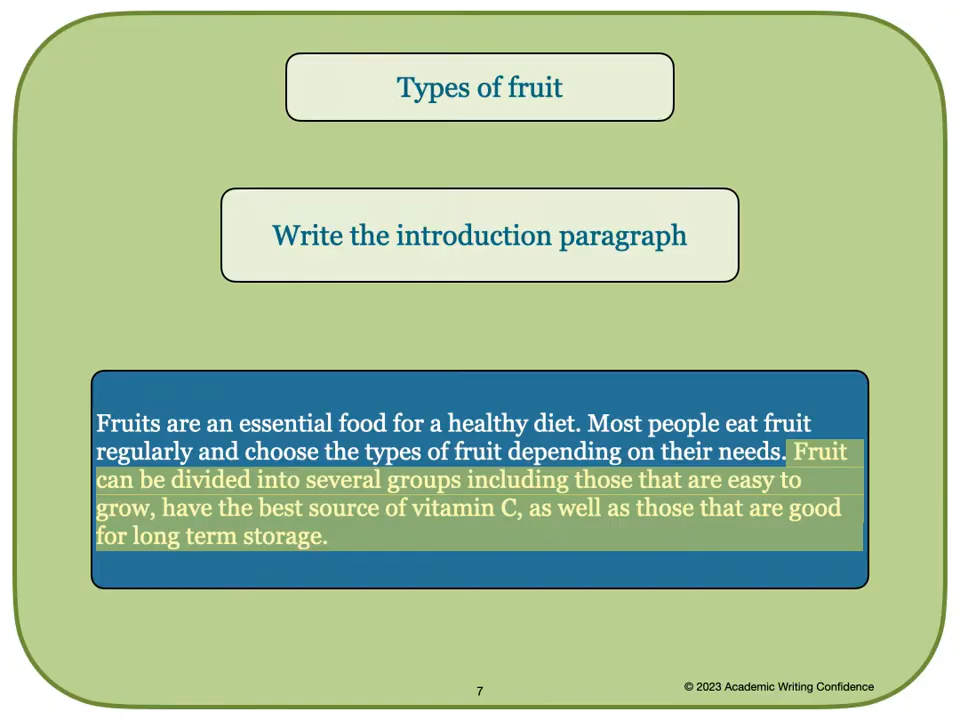 Types of fruit
Write the introduction paragraph
Fruits are an essential food for a healthy diet. Most people eat fruit
regularly and choose the types of fruit depending on their needs. Fruit
can be divided into several groups including those that are easy to
grow, have the best source of vitamin C, as well as those that are good
for long term storage.
7
© 2023 Academic Writing Confidence